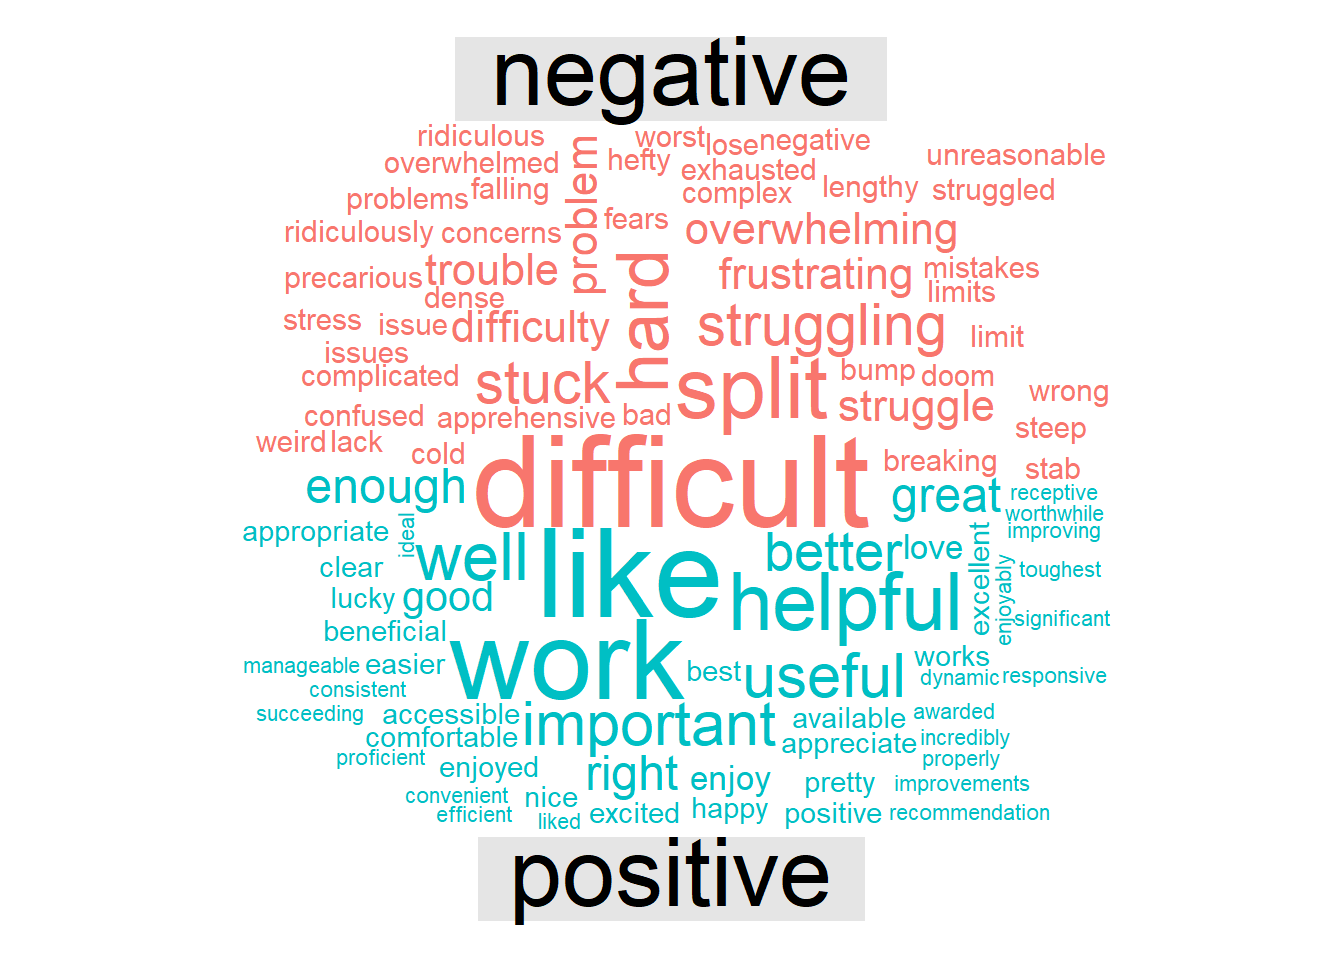 negative
ridiculous worst lose negative
overwhelmed hefty exhausted unreasonable
problems falling problem complex lengthy struggled
ridiculously concerns fears overwhelming
precarious trouble hard frustrating mistakes
dense limits
stress issue difficulty struggling limit
issues
complicated stuck split bump doom wrong
confused apprehensive bad struggle steep
weird lack cold difficult breaking stab
enough great receptive
worthwhile
appropriate ideal well like better love excellent improving
clear enjoyably toughest
lucky good helpful significant
beneficial work
manageable easier best useful works
consistent dynamic responsive
succeeding accessible important available awarded
comfortable appreciate incredibly
proficient enjoyed right enjoy pretty properly
convenient nice happy improvements
efficient liked excited positive recommendation
positive